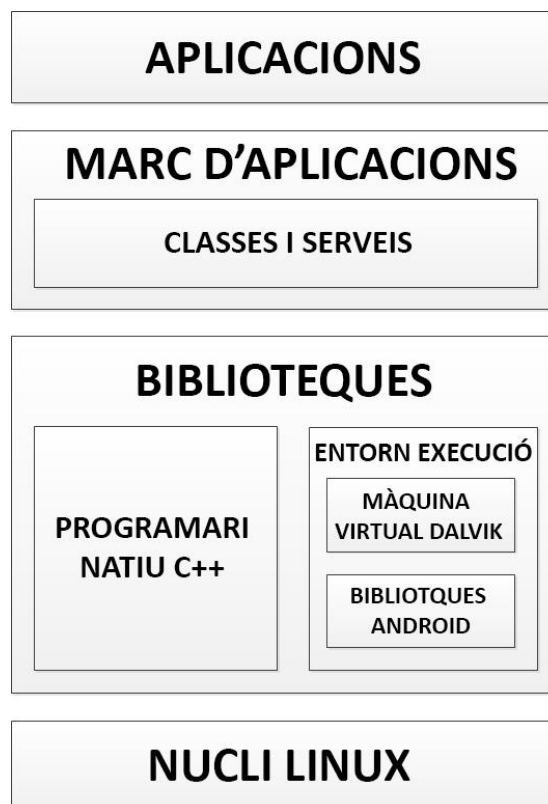 APLICACIONS
MARC D’APLICACIONS
CLASSES I SERVEIS
BIBLIOTEQUES
PROGRAMARI
NATIU C++
ENTORN EXECUCIÓ
MÀQUINA
VIRTUAL DALVIK
BIBLIOTQUES
ANDROID
NUCLI LINUX